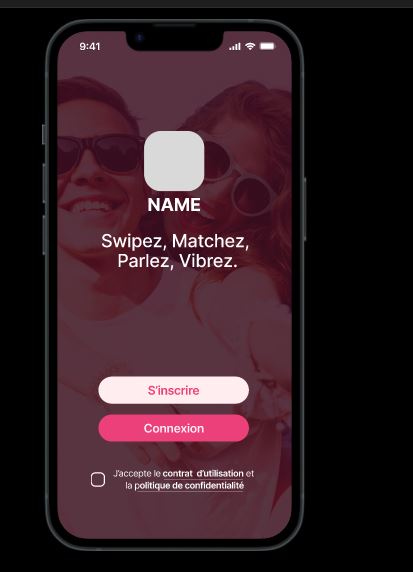 9:41
NAME
Swipez, Matchez,
Parlez, Vibrez.
S'inscrire
Connexion
J'accepte le contrat d'utilisation et
la politique de confidentialité